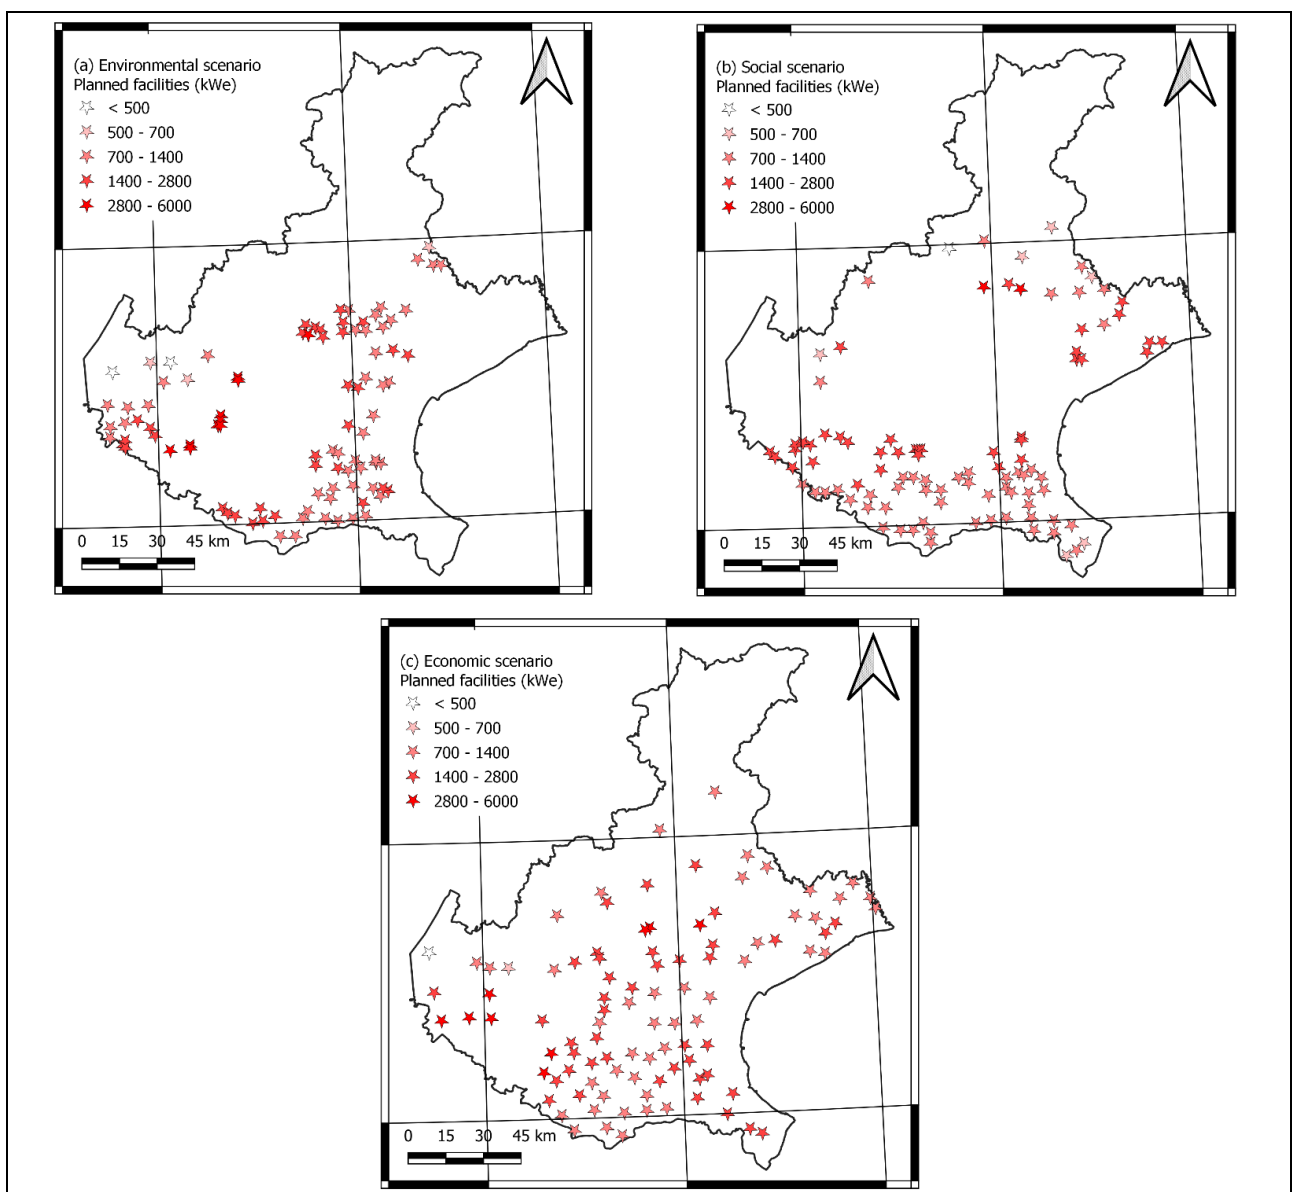 (a) Environmental scenario
Planned facilities (kWe)
< 500
500 - 700
700 - 1400
1400 - 2800
2800 - 6000
0 15 30 45 km
(b) Social scenario
Planned facilities (kWe)
< 500
500 - 700
700 - 1400
1400 - 2800
2800 - 6000
0 15 30 45 km
(c) Economic scenario
Planned facilities (kWe)
< 500
500 - 700
700 - 1400
1400 - 2800
2800 - 6000
0 15 30 45 km